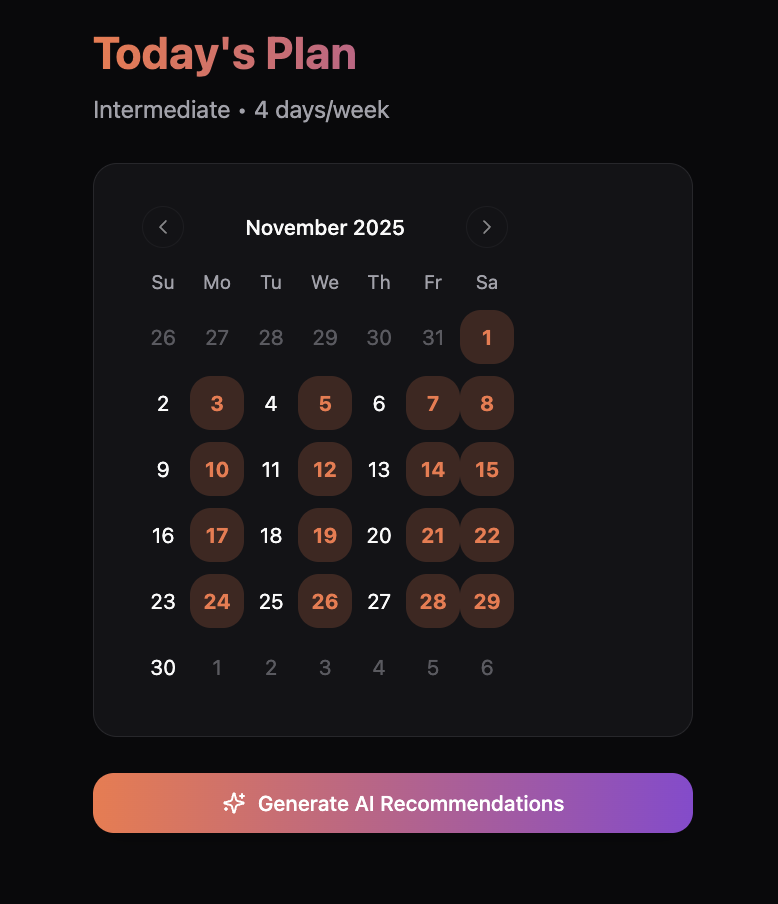 Today's Plan
Intermediate • 4 days/week
November 2025
Su Mo Tu We Th Fr Sa
26 27 28 29 30 31 1
2 3 4 5 6 7 8
9 10 11 12 13 14 15
16 17 18 19 20 21 22
23 24 25 26 27 28 29
30 1 2 3 4 5 6
Generate AI Recommendations